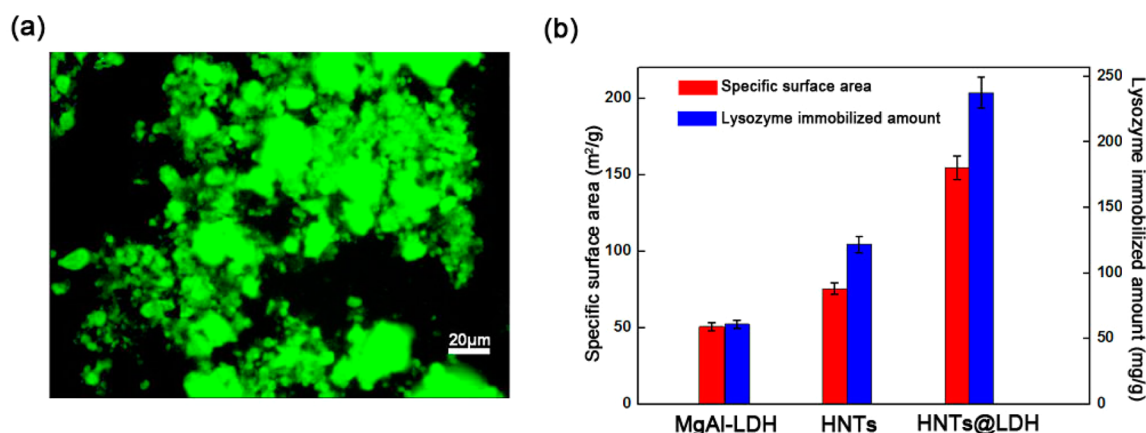 (a)
20μm
(b)
Specific surface area
Lysozyme immobilized amount
Specific surface area (m²/g)
200
150
100
50
0
250
200
150
100
50
0
Lysozyme immobilized amount (mg/g)
MgAl-LDH HNTs HNTs@LDH